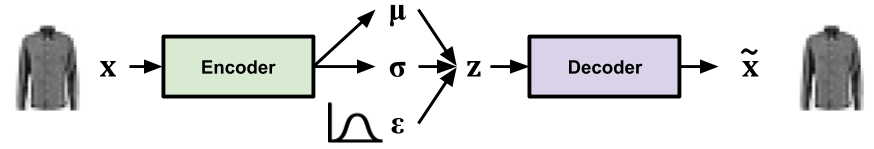 μ
x Encoder σ z Decoder x̃
ε